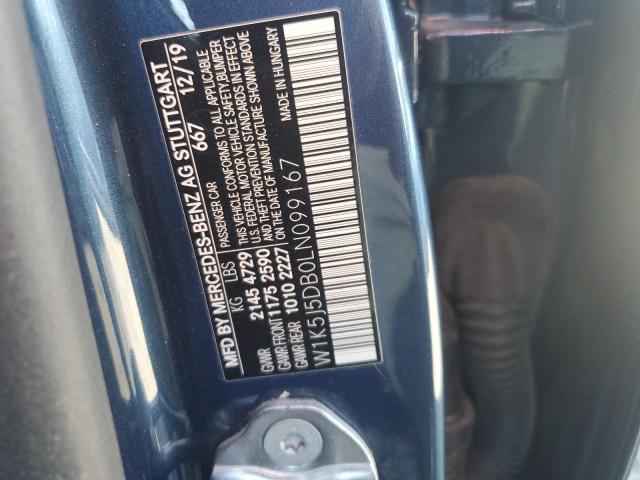 MFD BY MERCEDES-BENZ AG STUTTGART
667 12/19
PASSENGER CAR
KG LBS
2145 4729
GAWR FRONT 1175 2590
GAWR REAR 1010 2227
GVWR
THIS VEHICLE CONFORMS TO ALL APPLICABLE
FEDERAL MOTOR VEHICLE SAFETY, BUMPER
U.S. THEFT PREVENTION STANDARDS IN EFFECT
ON THE DATE OF MANUFACTURE SHOWN ABOVE
MADE IN HUNGARY
W1K5J5DB0LN099167